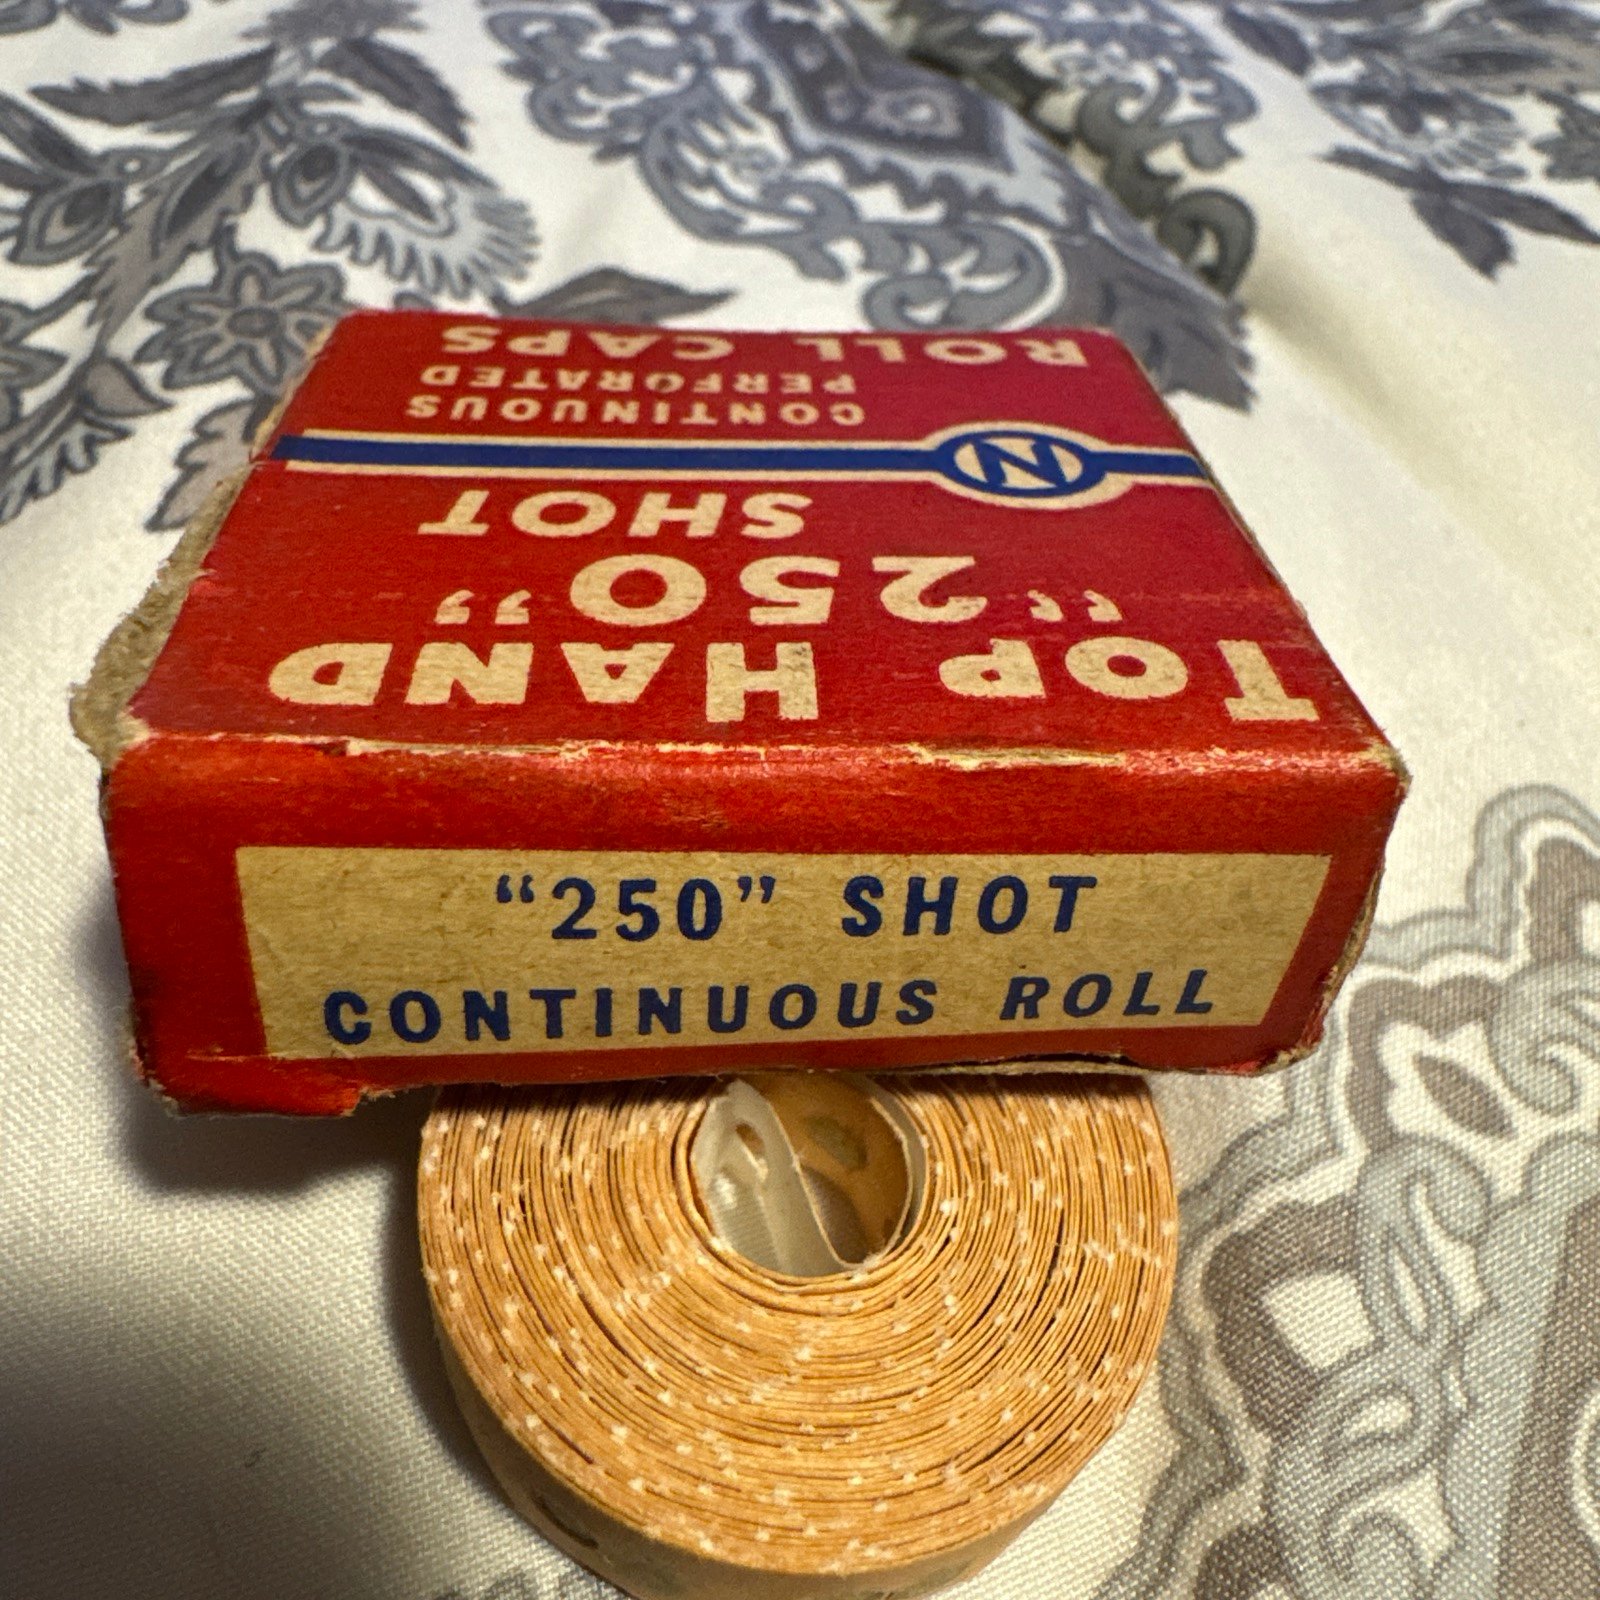 TOP HAND
“250”
SHOT
N
CONTINUOUS
PERFORATED
ROLL CAPS
“250” SHOT
CONTINUOUS ROLL